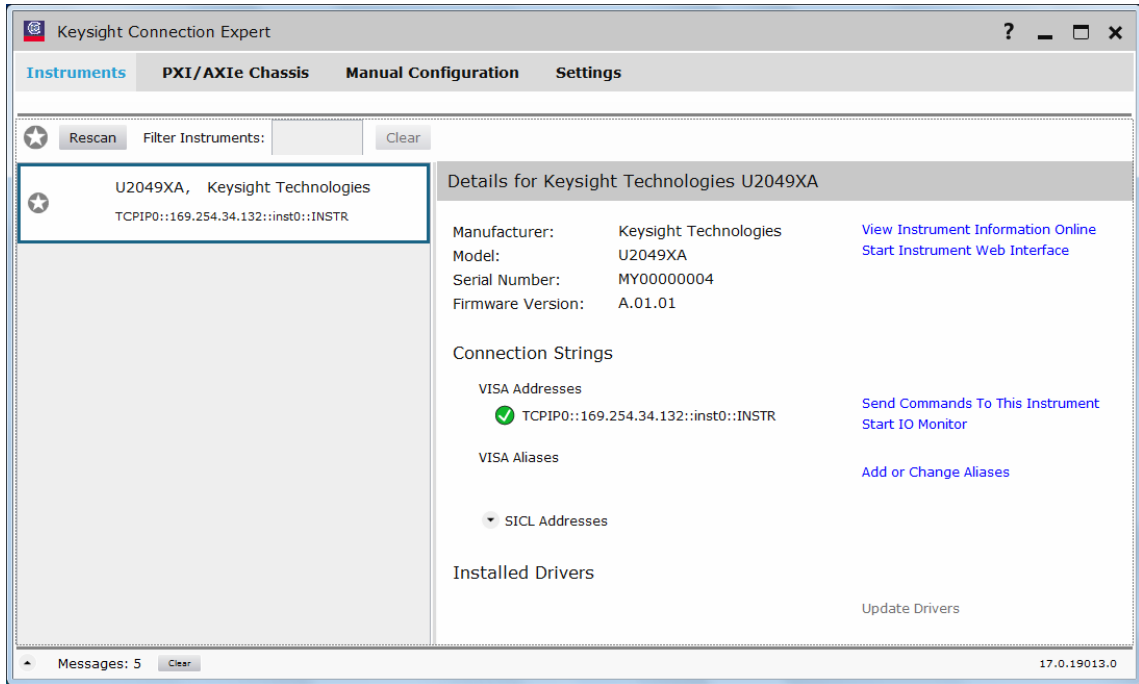 Keysight Connection Expert
?
Instruments PXI/AXIe Chassis Manual Configuration Settings
Rescan Filter Instruments: Clear
U2049XA, Keysight Technologies
TCPIP0::169.254.34.132::inst0::INSTR
Details for Keysight Technologies U2049XA
Manufacturer: Keysight Technologies View Instrument Information Online
Model: U2049XA Start Instrument Web Interface
Serial Number: MY00000004
Firmware Version: A.01.01
Connection Strings
VISA Addresses
TCPIP0::169.254.34.132::inst0::INSTR Send Commands To This Instrument
Start IO Monitor
VISA Aliases
Add or Change Aliases
SICL Addresses
Installed Drivers
Update Drivers
Messages: 5 Clear 17.0.19013.0